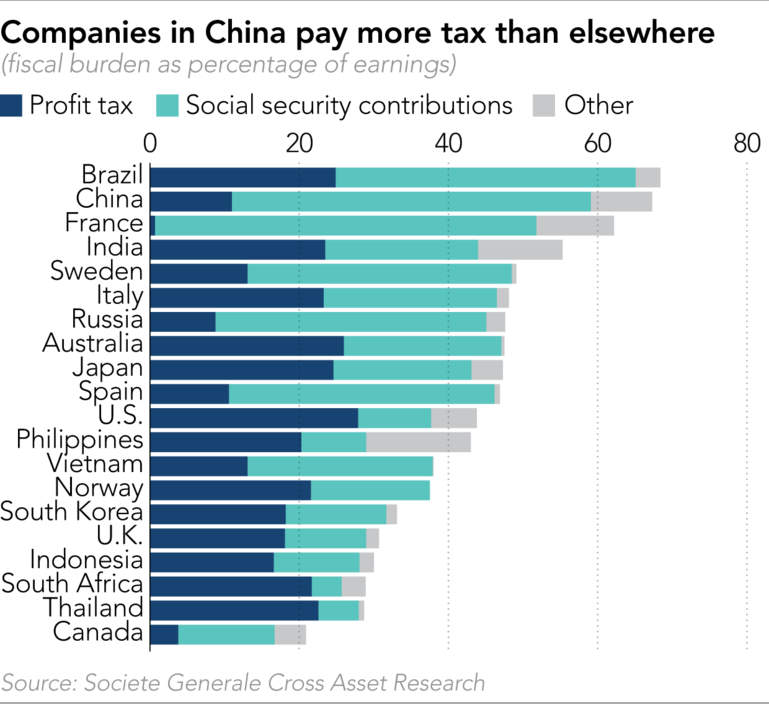 Companies in China pay more tax than elsewhere
(fiscal burden as percentage of earnings)
Profit tax Social security contributions Other
0 20 40 60 80
Brazil
China
France
India
Sweden
Italy
Russia
Australia
Japan
Spain
U.S.
Philippines
Vietnam
Norway
South Korea
U.K.
Indonesia
South Africa
Thailand
Canada
Source: Societe Generale Cross Asset Research